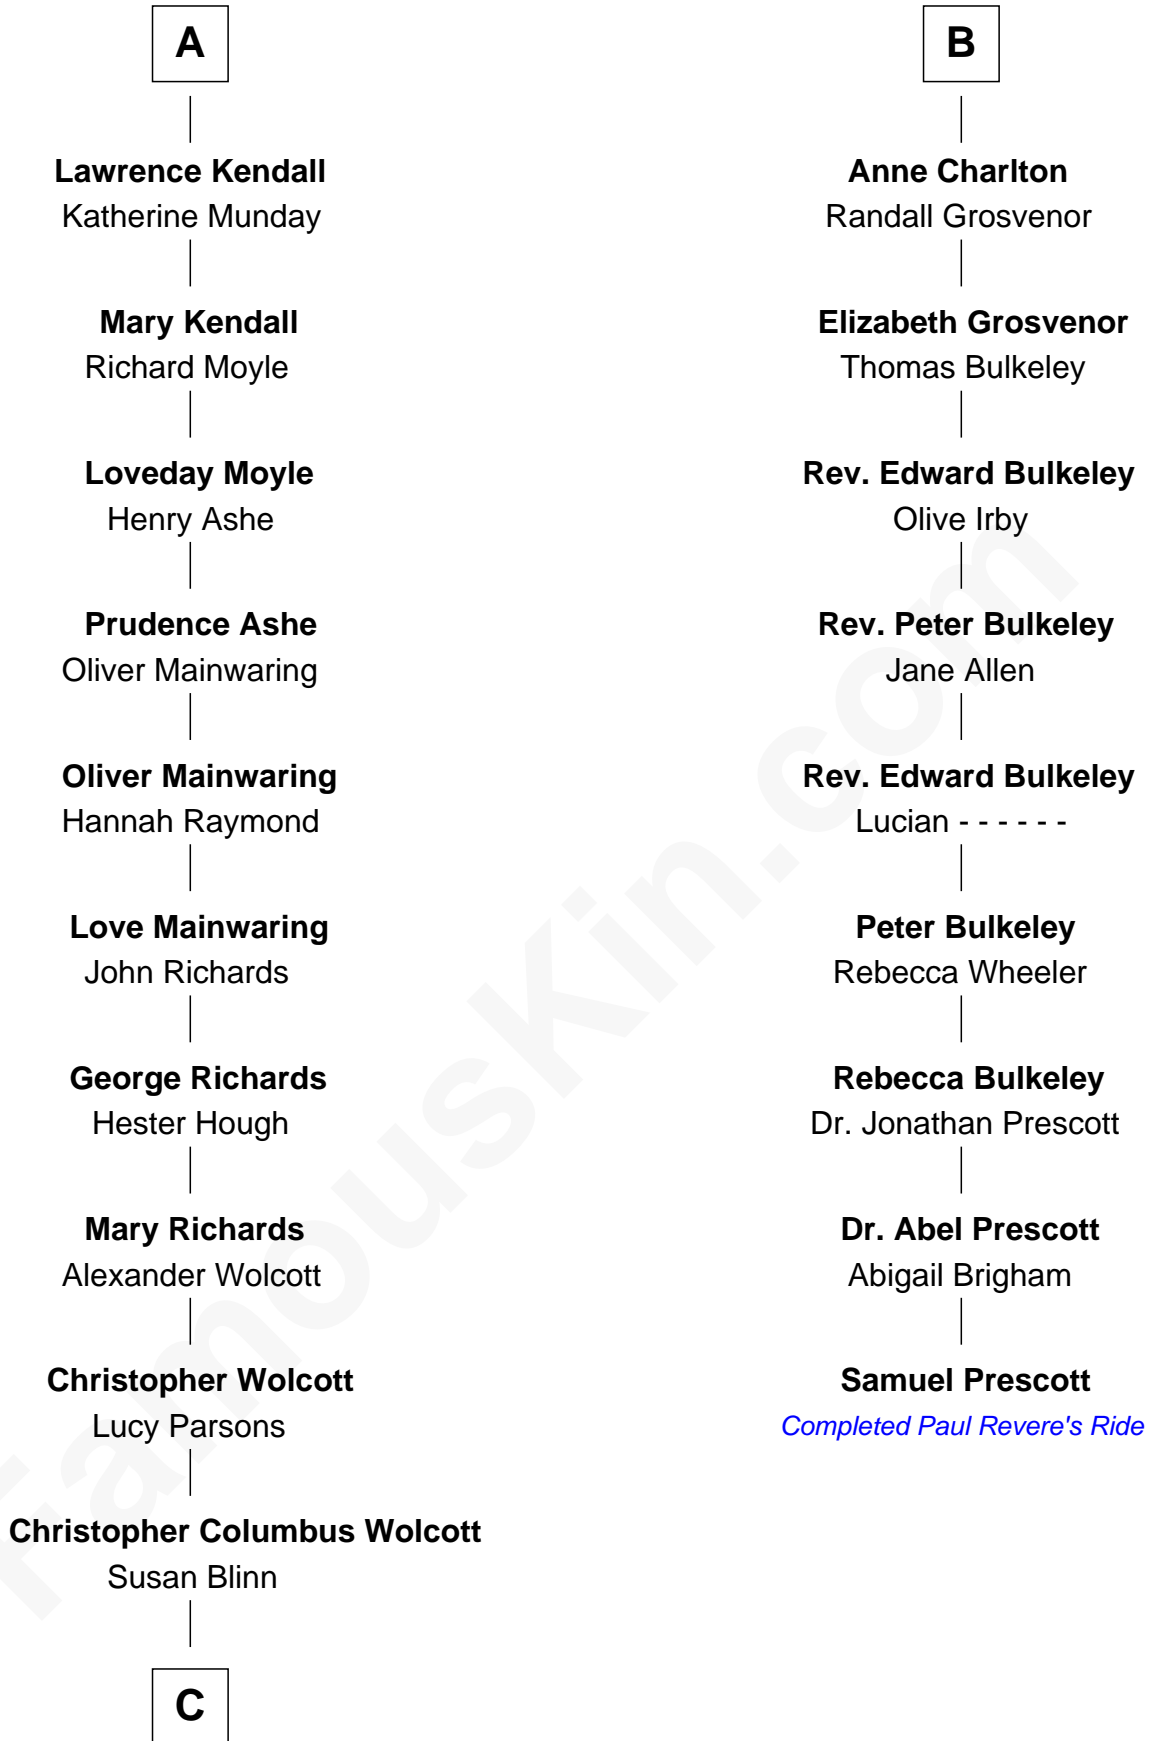 A
Lawrence Kendall
Katherine Munday
Mary Kendall
Richard Moyle
Loveday Moyle
Henry Ashe
Prudence Ashe
Oliver Mainwaring
Oliver Mainwaring
Hannah Raymond
Love Mainwaring
John Richards
George Richards
Hester Hough
Mary Richards
Alexander Wolcott
Christopher Wolcott
Lucy Parsons
Christopher Columbus Wolcott
Susan Blinn
C
B
Anne Charlton
Randall Grosvenor
Elizabeth Grosvenor
Thomas Bulkeley
Rev. Edward Bulkeley
Olive Irby
Rev. Peter Bulkeley
Jane Allen
Rev. Edward Bulkeley
Lucian - - - - - -
Peter Bulkeley
Rebecca Wheeler
Rebecca Bulkeley
Dr. Jonathan Prescott
Dr. Abel Prescott
Abigail Brigham
Samuel Prescott
Completed Paul Revere's Ride
FamousKin.com